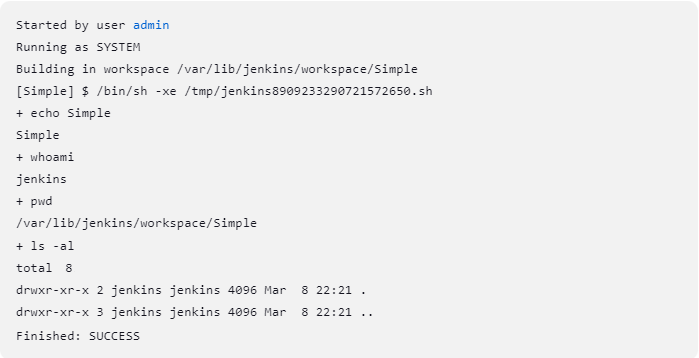 Started by user admin
Running as SYSTEM
Building in workspace /var/lib/jenkins/workspace/Simple
[Simple] $ /bin/sh -xe /tmp/jenkins8909233290721572650.sh
+ echo Simple
Simple
+ whoami
jenkins
+ pwd
/var/lib/jenkins/workspace/Simple
+ ls -al
total 8
drwxr-xr-x 2 jenkins jenkins 4096 Mar  8 22:21 .
drwxr-xr-x 3 jenkins jenkins 4096 Mar  8 22:21 ..
Finished: SUCCESS